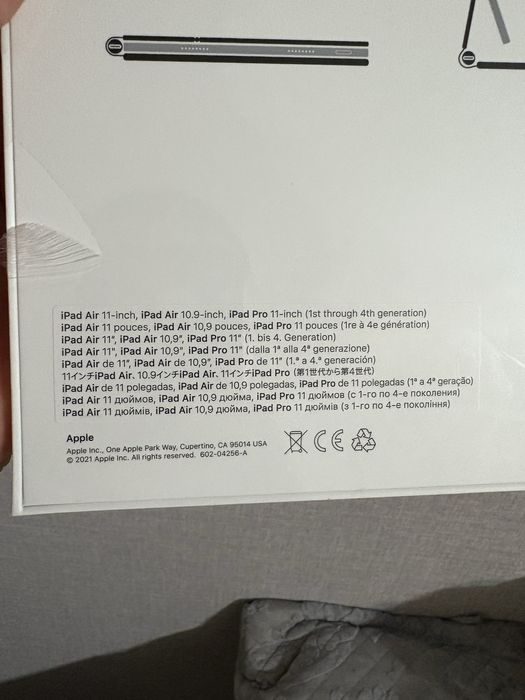 iPad Air 11-inch, iPad Air 10.9-inch, iPad Pro 11-inch (1st through 4th generation)
iPad Air 11 pouces, iPad Air 10,9 pouces, iPad Pro 11 pouces (1re à 4e génération)
iPad Air 11", iPad Air 10,9", iPad Pro 11" (1. bis 4. Generation)
iPad Air 11", iPad Air 10,9", iPad Pro 11" (dalla 1ª alla 4ª generazione)
iPad Air de 11", iPad Air de 10,9", iPad Pro de 11" (1.ª a 4.ª generación)
11インチiPad Air. 10.9インチiPad Air. 11インチiPad Pro (第1世代から第4世代)
iPad Air de 11 polegadas, iPad Air de 10,9 polegadas, iPad Pro de 11 polegadas (1ª a 4ª geração)
iPad Air 11 дюймов, iPad Air 10,9 дюйма, iPad Pro 11 дюймов (с 1-го по 4-е поколения)
iPad Air 11 дюймів, iPad Air 10,9 дюйма, iPad Pro 11 дюймів (з 1-го по 4-е покоління)
Apple
Apple Inc., One Apple Park Way, Cupertino, CA 95014 USA
© 2021 Apple Inc. All rights reserved. 602-04256-A
CE